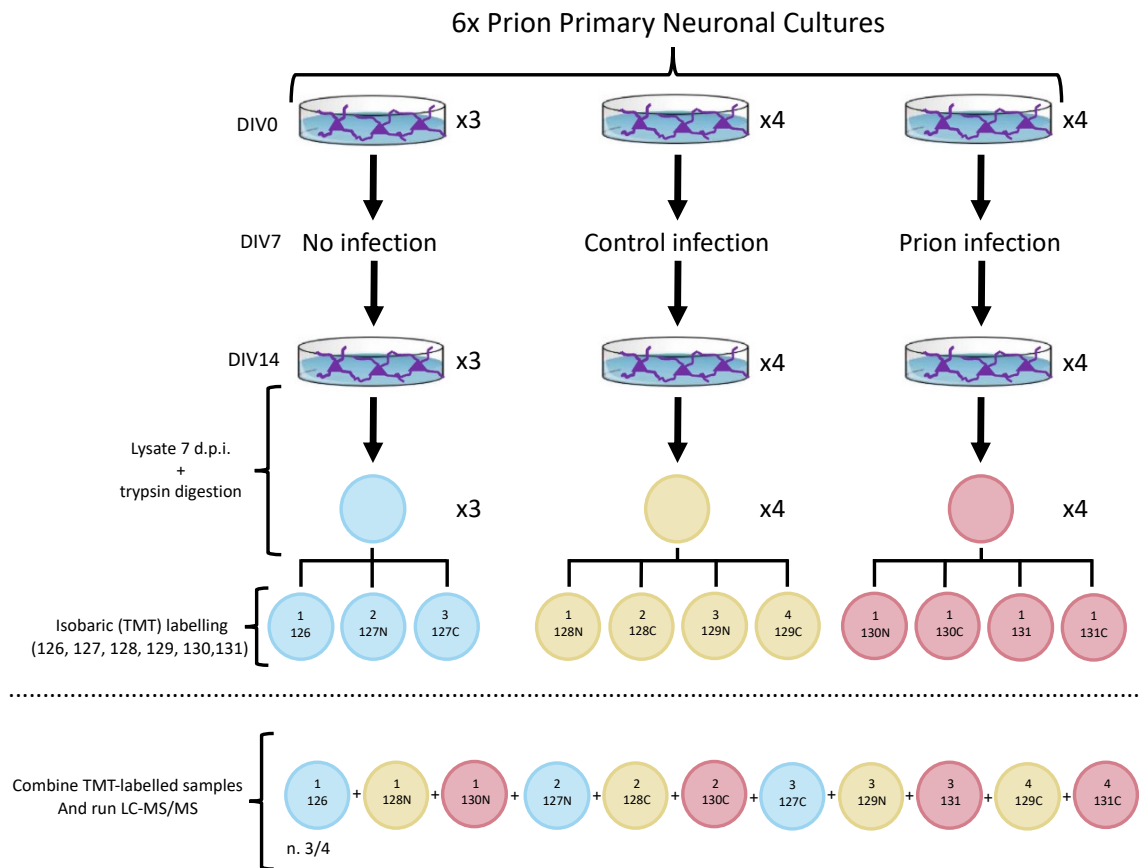 6x Prion Primary Neuronal Cultures
DIV0
x3
x4
x4
DIV7
No infection
Control infection
Prion infection
DIV14
x3
x4
x4
Lysate 7 d.p.i.
+
trypsin digestion
x3
x4
x4
Isobaric (TMT) labelling
(126, 127, 128, 129, 130,131)
1
126
2
127N
3
127C
1
128N
2
128C
3
129N
4
129C
1
130N
1
130C
1
131
1
131C
Combine TMT-labelled samples
And run LC-MS/MS
1
126
+
1
128N
+
1
130N
+
2
127N
+
2
128C
+
2
130C
+
3
127C
+
3
129N
+
3
131
+
4
129C
+
4
131C
n. 3/4